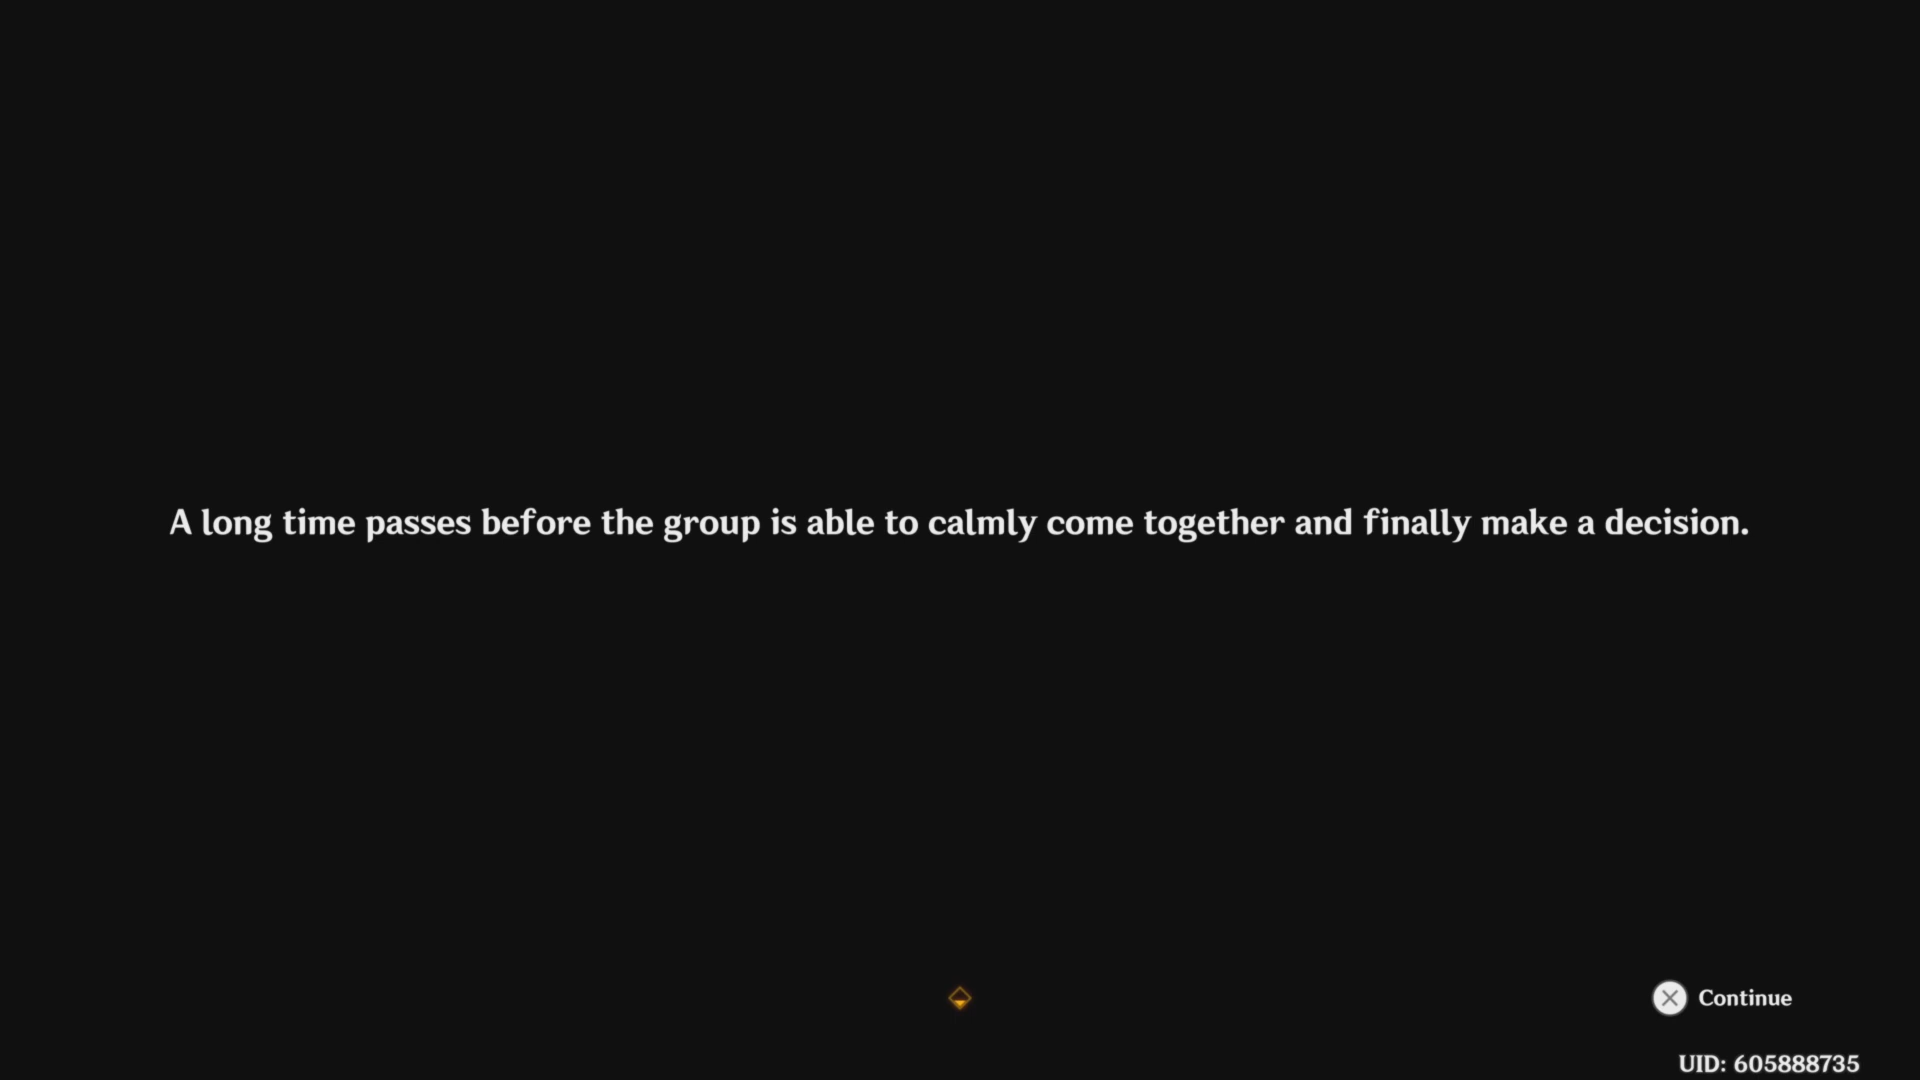 A long time passes before the group is able to calmly come together and finally make a decision.
Continue
UID: 605888735